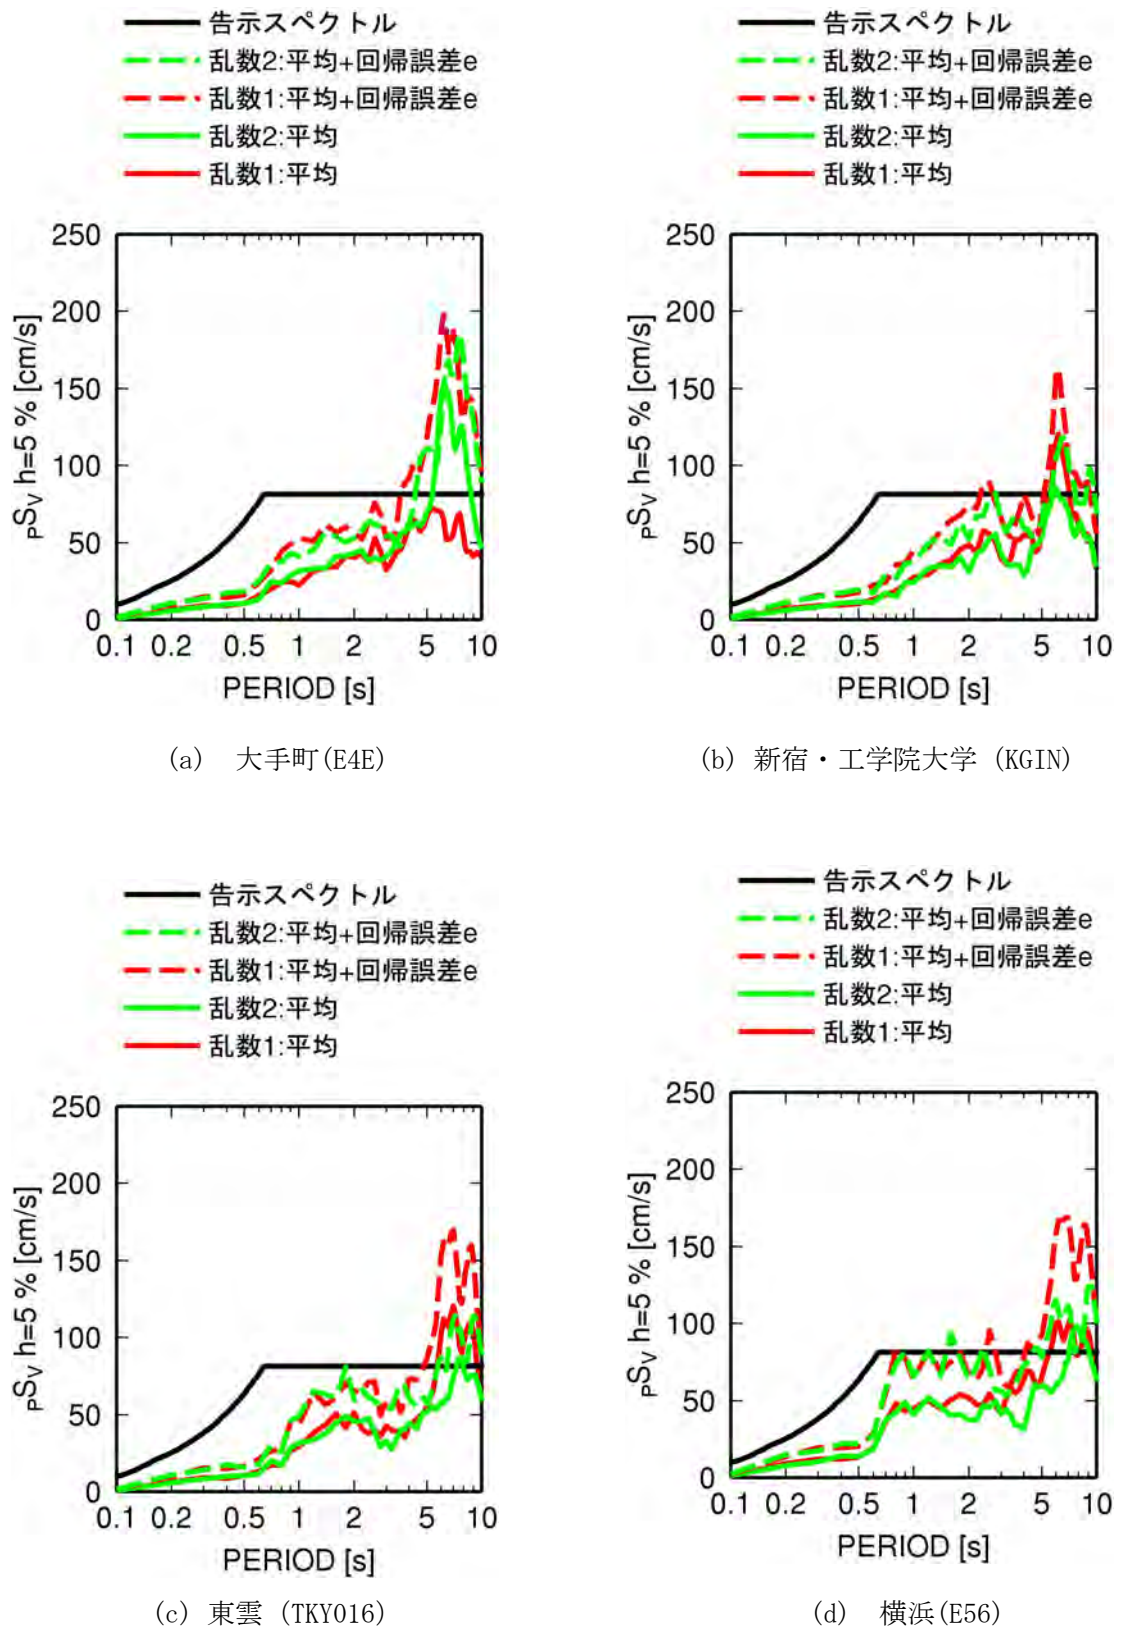 告示スペクトル
乱数2:平均+回帰誤差e
乱数1:平均+回帰誤差e
乱数2:平均
乱数1:平均
250
200
150
100
50
0
pSv h=5 % [cm/s]
0.1 0.2 0.5 1 2 5 10
PERIOD [s]
(a) 大手町(E4E)
告示スペクトル
乱数2:平均+回帰誤差e
乱数1:平均+回帰誤差e
乱数2:平均
乱数1:平均
250
200
150
100
50
0
pSv h=5 % [cm/s]
0.1 0.2 0.5 1 2 5 10
PERIOD [s]
(b) 新宿・工学院大学 (KGIN)
告示スペクトル
乱数2:平均+回帰誤差e
乱数1:平均+回帰誤差e
乱数2:平均
乱数1:平均
250
200
150
100
50
0
pSv h=5 % [cm/s]
0.1 0.2 0.5 1 2 5 10
PERIOD [s]
(c) 東雲 (TKY016)
告示スペクトル
乱数2:平均+回帰誤差e
乱数1:平均+回帰誤差e
乱数2:平均
乱数1:平均
250
200
150
100
50
0
pSv h=5 % [cm/s]
0.1 0.2 0.5 1 2 5 10
PERIOD [s]
(d) 横浜(E56)